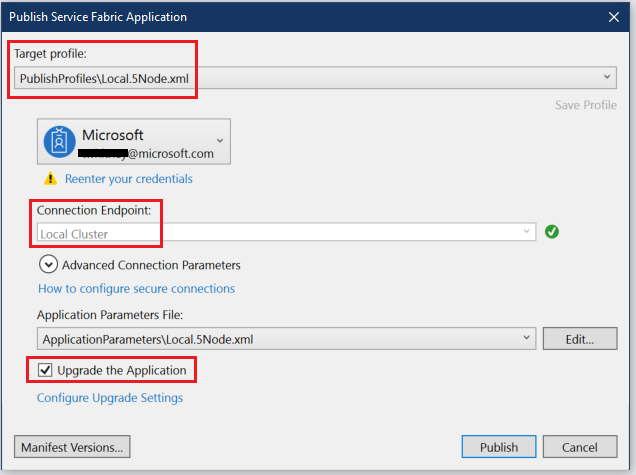 Publish Service Fabric Application
Target profile:
PublishProfiles\Local.5Node.xml
Save Profile
Microsoft
@microsoft.com
Reenter your credentials
Connection Endpoint:
Local Cluster
Advanced Connection Parameters
How to configure secure connections
Application Parameters File:
ApplicationParameters\Local.5Node.xml
Edit...
Upgrade the Application
Configure Upgrade Settings
Manifest Versions...
Publish
Cancel